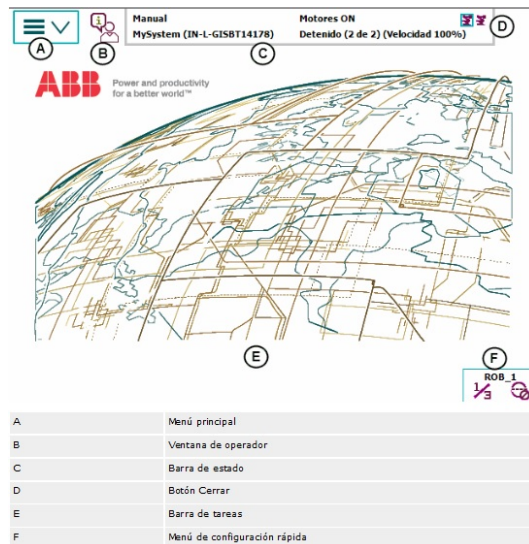 Manual
Motores ON
MySystem (IN-L-GISBT14178)
Detenido (2 de 2) (Velocidad 100%)
A
B
C
D
ABB
Power and productivity
for a better world™
E
F
ROB_1
1/3
A Menú principal
B Ventana de operador
C Barra de estado
D Botón Cerrar
E Barra de tareas
F Menú de configuración rápida